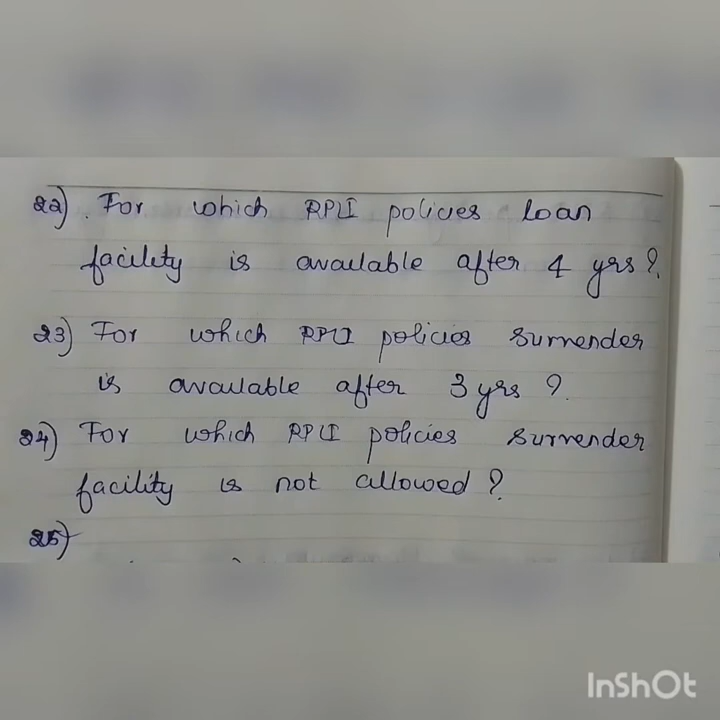 22). For which RPLI policies loan
facility is available after 4 yrs?
23) For which RPLI policies surrender
is available after 3 yrs?
24) For which RPLI policies surrender
facility is not allowed?
25)
InShOt